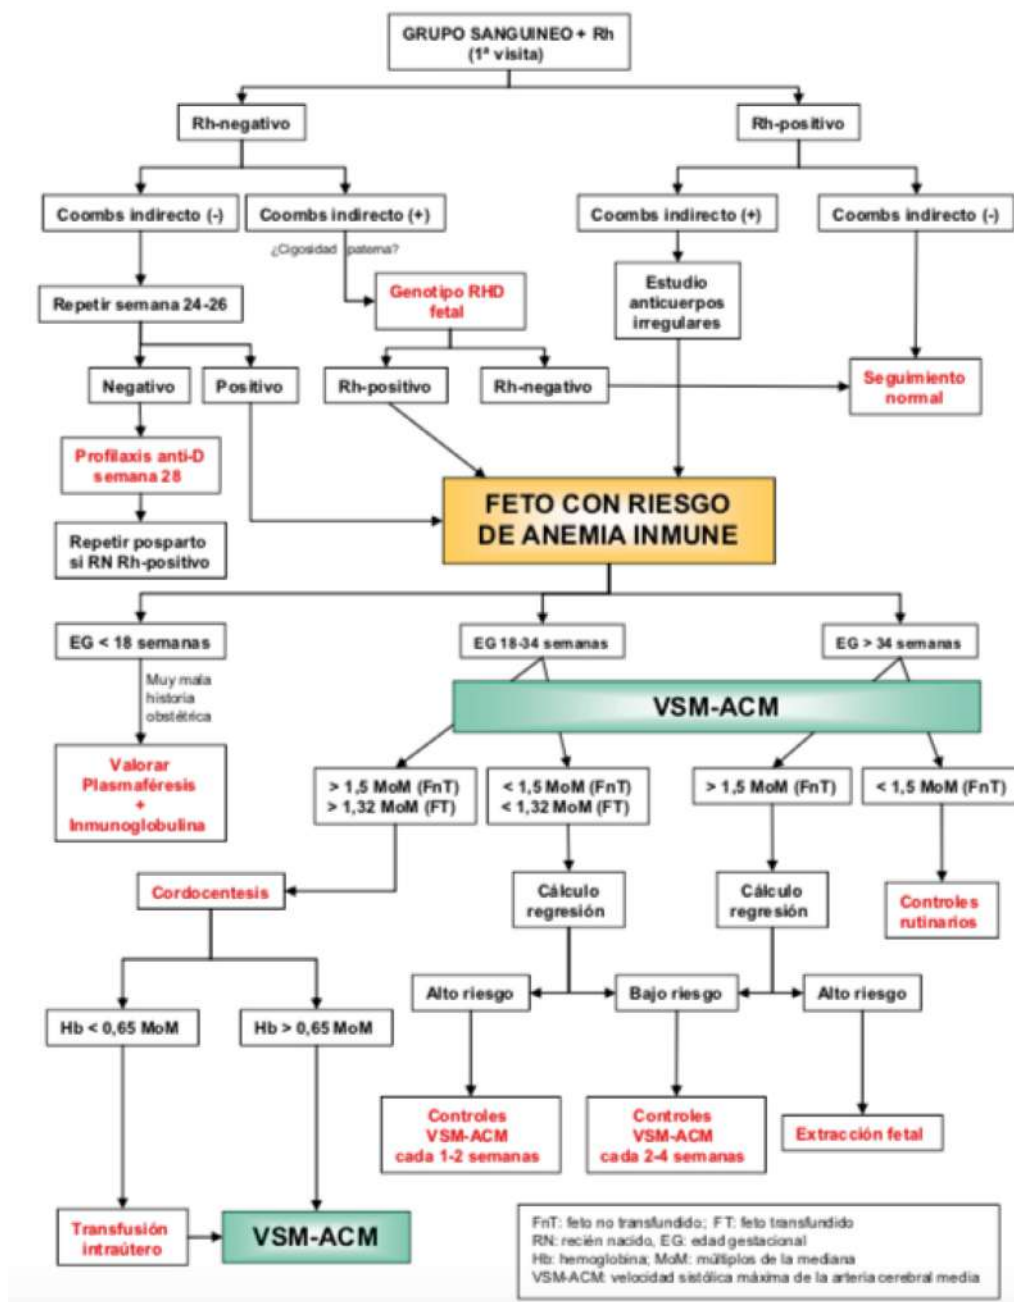 GRUPO SANGUINEO + Rh
(1ª visita)
Rh-negativo
Rh-positivo
Coombs indirecto (-)
Coombs indirecto (+)
Coombs indirecto (+)
Coombs indirecto (-)
¿Cigosidad paterna?
Genotipo RHD
fetal
Estudio
anticuerpos
irregulares
Repetir semana 24-26
Negativo
Positivo
Rh-positivo
Rh-negativo
Seguimiento
normal
Profilaxis anti-D
semana 28
Repetir posparto
si RN Rh-positivo
FETO CON RIESGO
DE ANEMIA INMUNE
EG < 18 semanas
EG 18-34 semanas
EG > 34 semanas
Muy mala
historia
obstétrica
VSM-ACM
Valorar
Plasmaféresis
+
Inmunoglobulina
> 1,5 MoM (FnT)
> 1,32 MoM (FT)
< 1,5 MoM (FnT)
< 1,32 MoM (FT)
> 1,5 MoM (FnT)
< 1,5 MoM (FnT)
Cordocentesis
Cálculo
regresión
Cálculo
regresión
Controles
rutinarios
Alto riesgo
Bajo riesgo
Alto riesgo
Hb < 0,65 MoM
Hb > 0,65 MoM
Controles
VSM-ACM
cada 1-2 semanas
Controles
VSM-ACM
cada 2-4 semanas
Extracción fetal
Transfusión
intraútero
VSM-ACM
FnT: feto no transfundido; FT: feto transfundido
RN: recién nacido, EG: edad gestacional
Hb: hemoglobina; MoM: múltiplos de la mediana
VSM-ACM: velocidad sistólica máxima de la arteria cerebral media